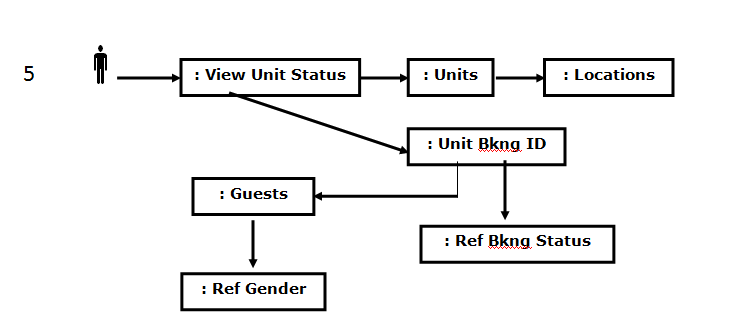 5
: View Unit Status
: Units
: Locations
: Unit Bkng ID
: Guests
: Ref Bkng Status
: Ref Gender